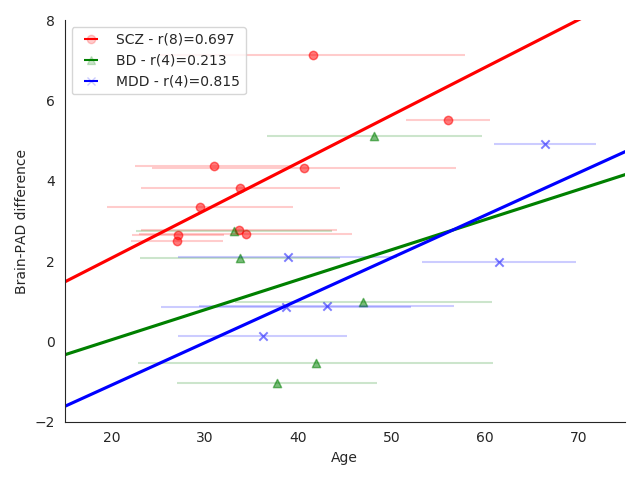 SCZ - r(8)=0.697
BD - r(4)=0.213
MDD - r(4)=0.815
8
6
4
2
0
−2
Brain-PAD difference
20 30 40 50 60 70
Age